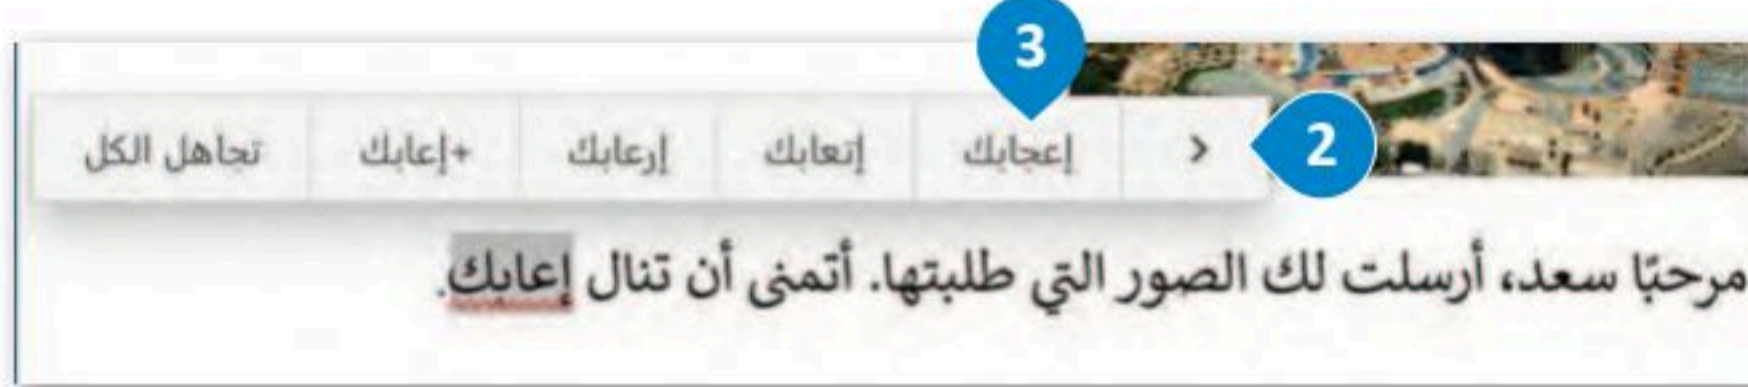 3
2
< إعجابك إتعابك إرعابك +إعابك تجاهل الكل
مرحبًا سعد، أرسلت لك الصور التي طلبتها. أتمنى أن تنال إعابك.